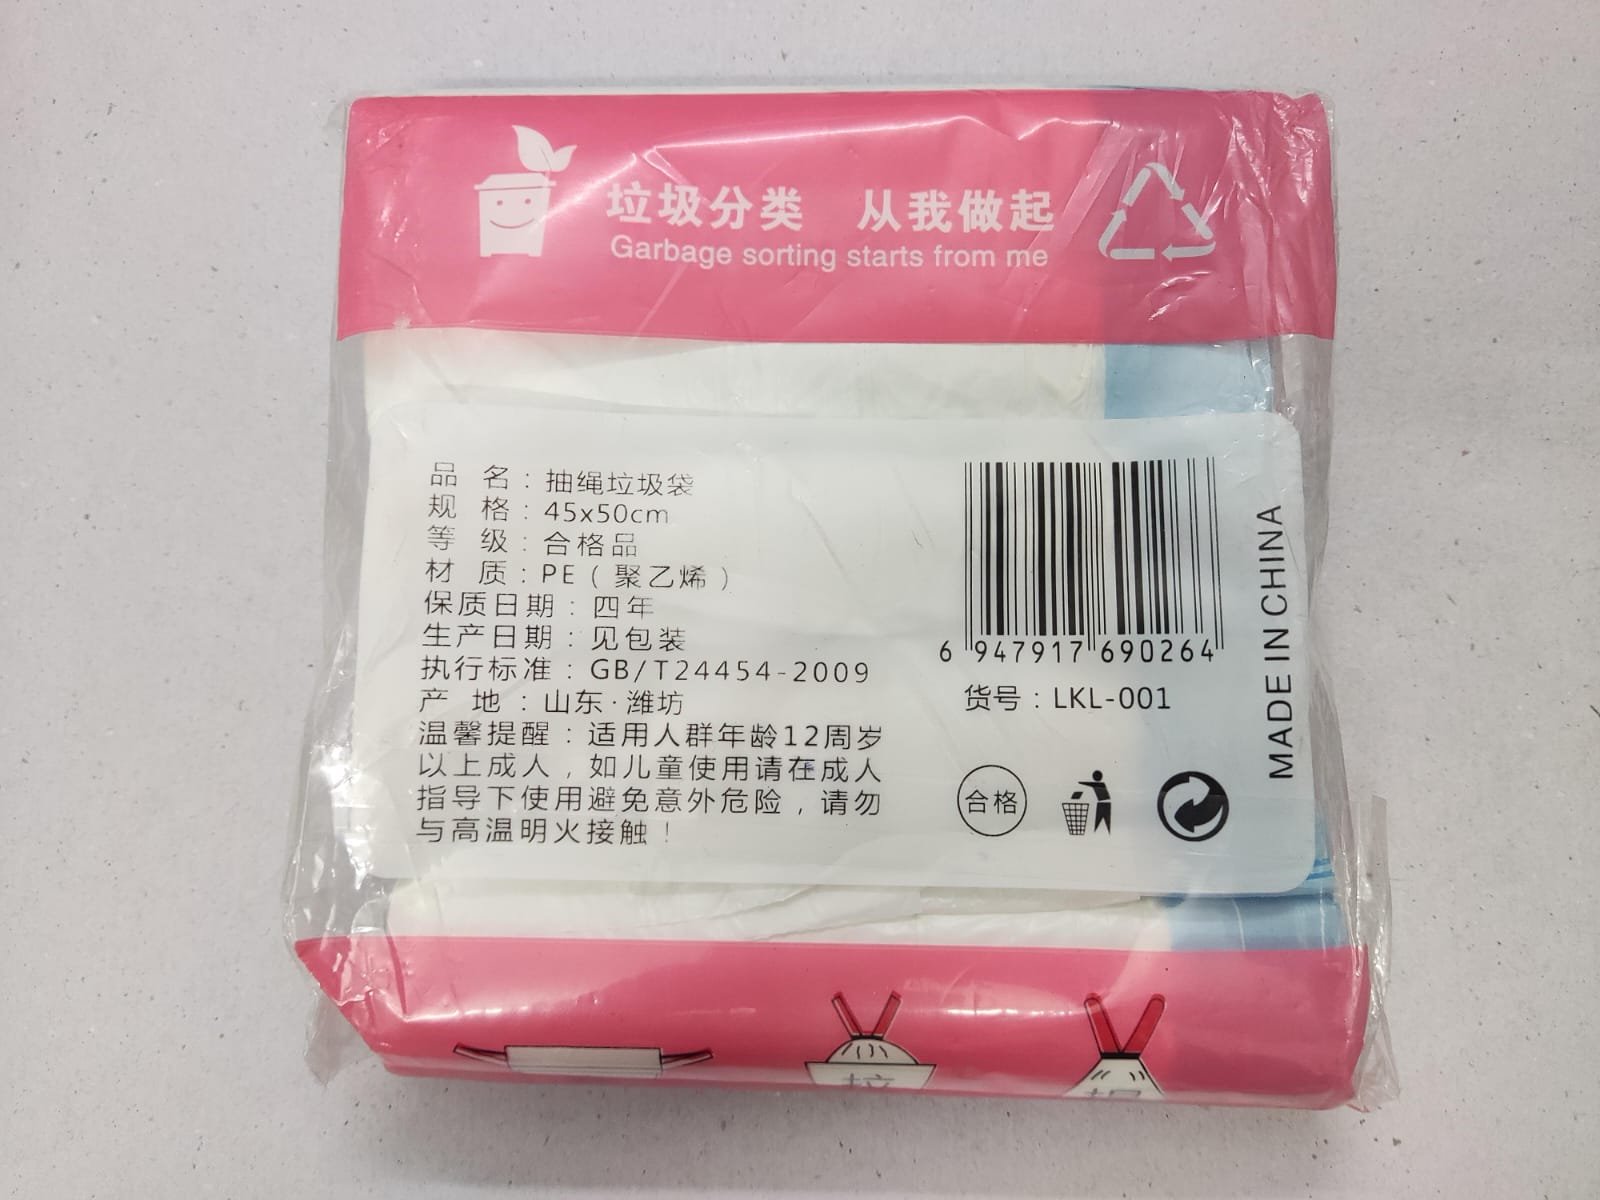 垃圾分类 从我做起
Garbage sorting starts from me
品 名：抽绳垃圾袋
规 格：45x50cm
等 级：合格品
材 质：PE（聚乙烯）
保质日期：四年
生产日期：见包装
执行标准：GB/T24454-2009
产 地：山东·潍坊
温馨提醒：适用人群年龄12周岁
以上成人，如儿童使用请在成人
指导下使用避免意外危险，请勿
与高温明火接触！
6 947917 690264
货号：LKL-001
合格
MADE IN CHINA
垃